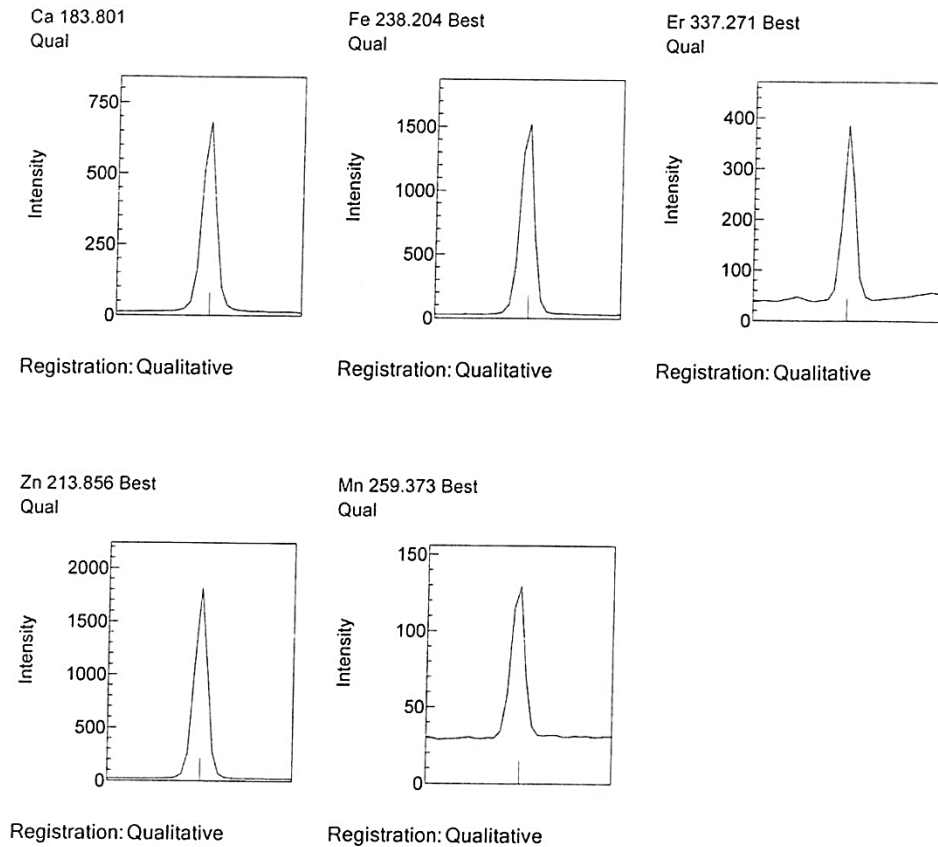 Ca 183.801
Qual
Intensity
750
500
250
0
Registration: Qualitative
Fe 238.204 Best
Qual
Intensity
1500
1000
500
0
Registration: Qualitative
Er 337.271 Best
Qual
Intensity
400
300
200
100
0
Registration: Qualitative
Zn 213.856 Best
Qual
Intensity
2000
1500
1000
500
0
Registration: Qualitative
Mn 259.373 Best
Qual
Intensity
150
100
50
0
Registration: Qualitative